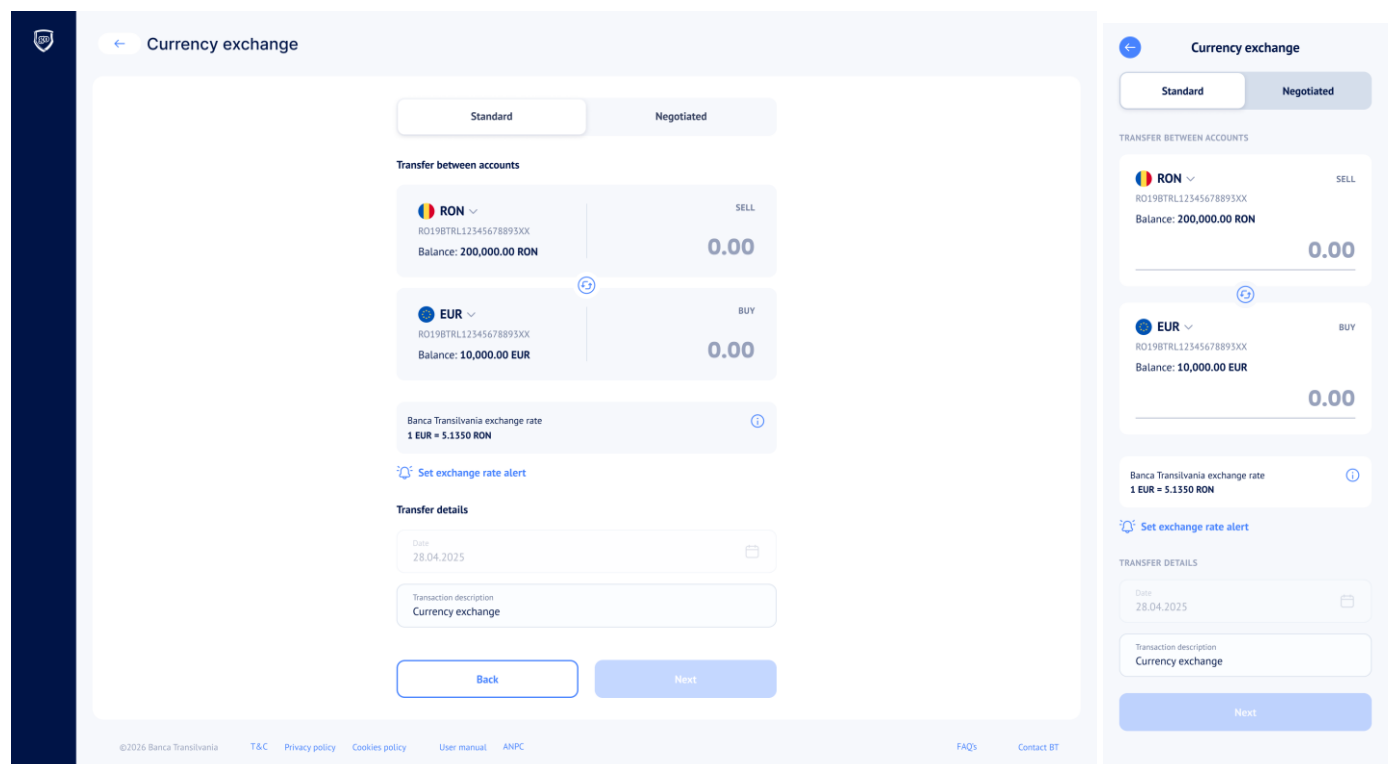 Currency exchange
Standard
Negotiated
Transfer between accounts
RON
SELL
RO19BTRL12345678893XX
Balance: 200,000.00 RON
0.00
EUR
BUY
RO19BTRL12345678893XX
Balance: 10,000.00 EUR
0.00
Banca Transilvania exchange rate
1 EUR = 5.1350 RON
Set exchange rate alert
Transfer details
Date
28.04.2025
Transaction description
Currency exchange
Back
Next
©2026 Banca Transilvania
T&C
Privacy policy
Cookies policy
User manual
ANPC
FAQ's
Contact BT
Currency exchange
Standard
Negotiated
TRANSFER BETWEEN ACCOUNTS
RON
SELL
RO19BTRL12345678893XX
Balance: 200,000.00 RON
0.00
EUR
BUY
RO19BTRL12345678893XX
Balance: 10,000.00 EUR
0.00
Banca Transilvania exchange rate
1 EUR = 5.1350 RON
Set exchange rate alert
TRANSFER DETAILS
Date
28.04.2025
Transaction description
Currency exchange
Next